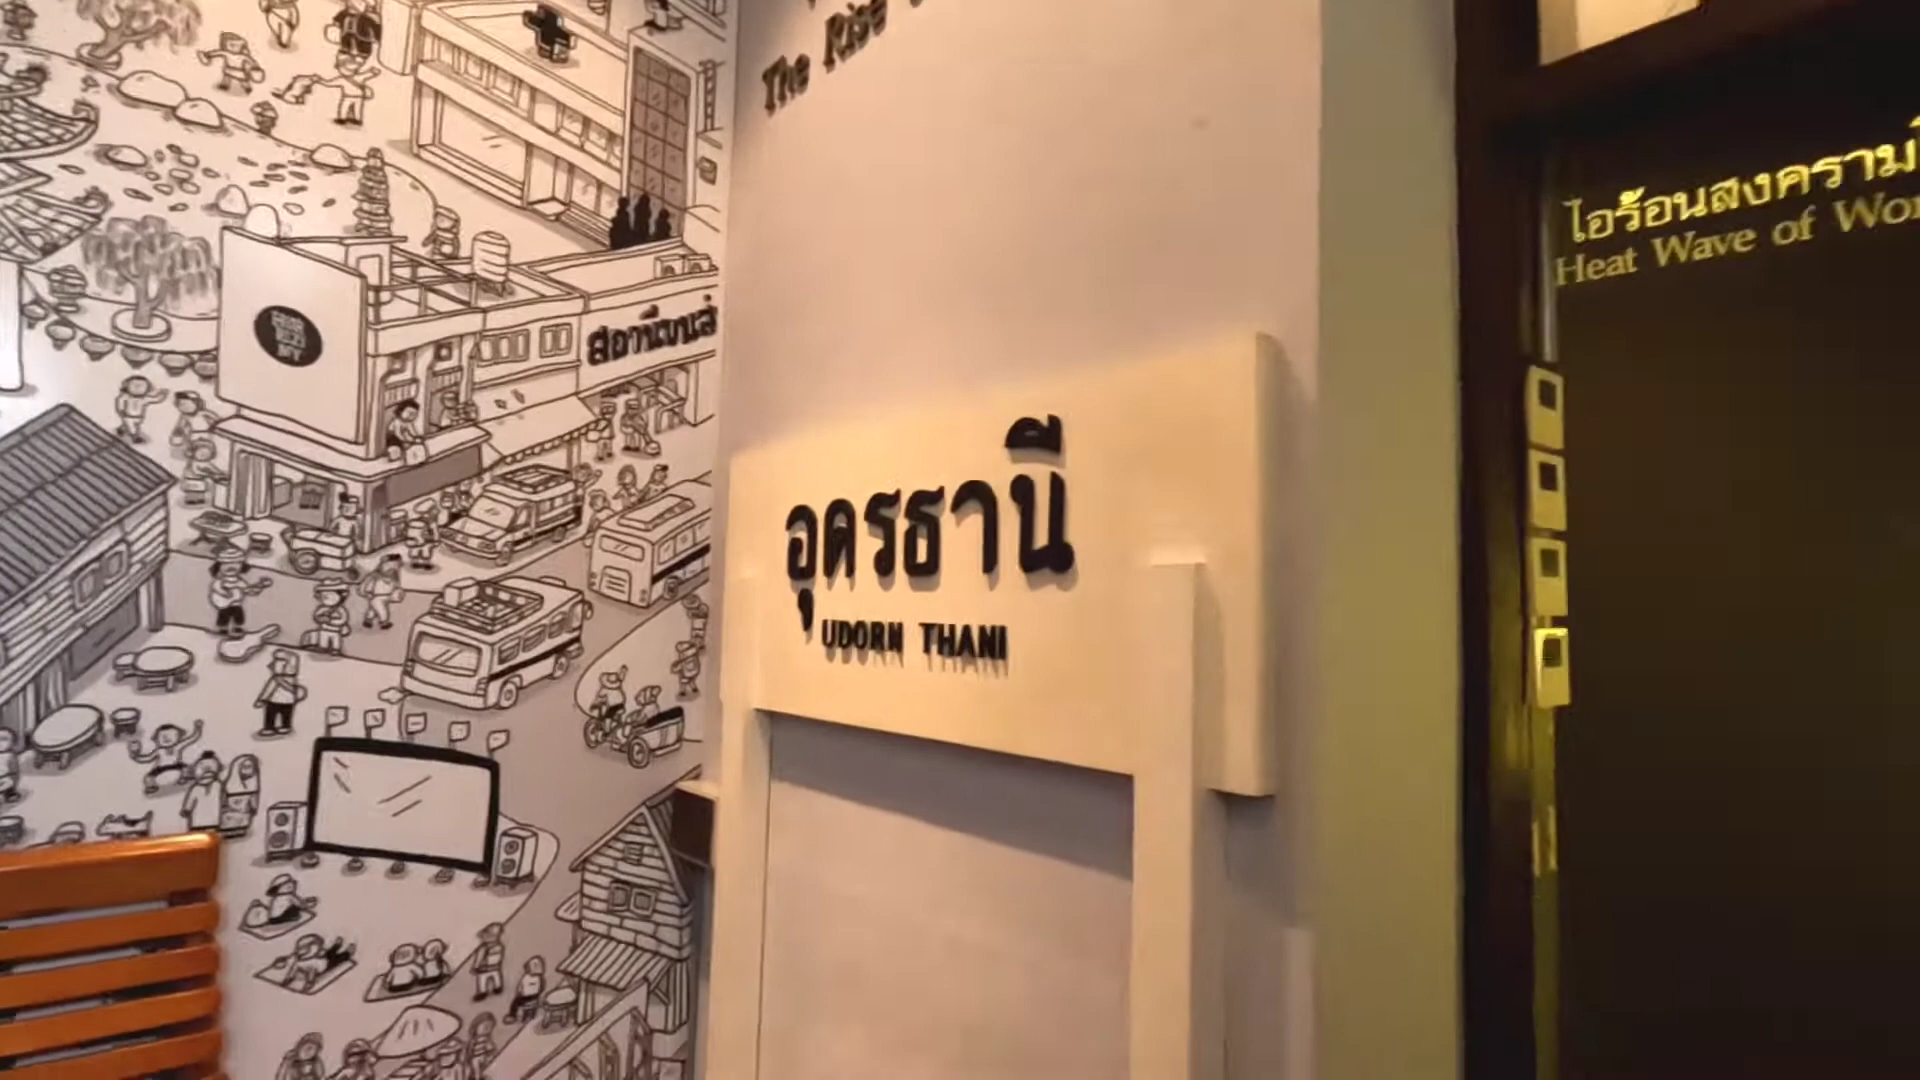 The Rise
ไอร้อนสงคราม
Heat Wave of Wor
สถานีขนส่
อุดรธานี
UDORN THANI